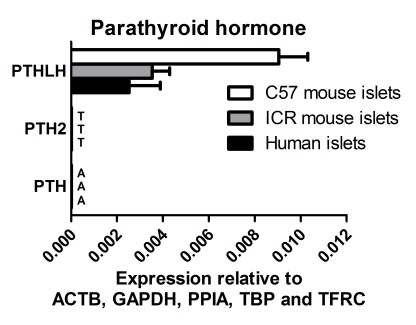 Parathyroid hormone
PTHLH
C57 mouse islets
ICR mouse islets
Human islets
PTH2
T
T
T
PTH
A
A
A
0.000
0.002
0.004
0.006
0.008
0.010
0.012
Expression relative to
ACTB, GAPDH, PPIA, TBP and TFRC